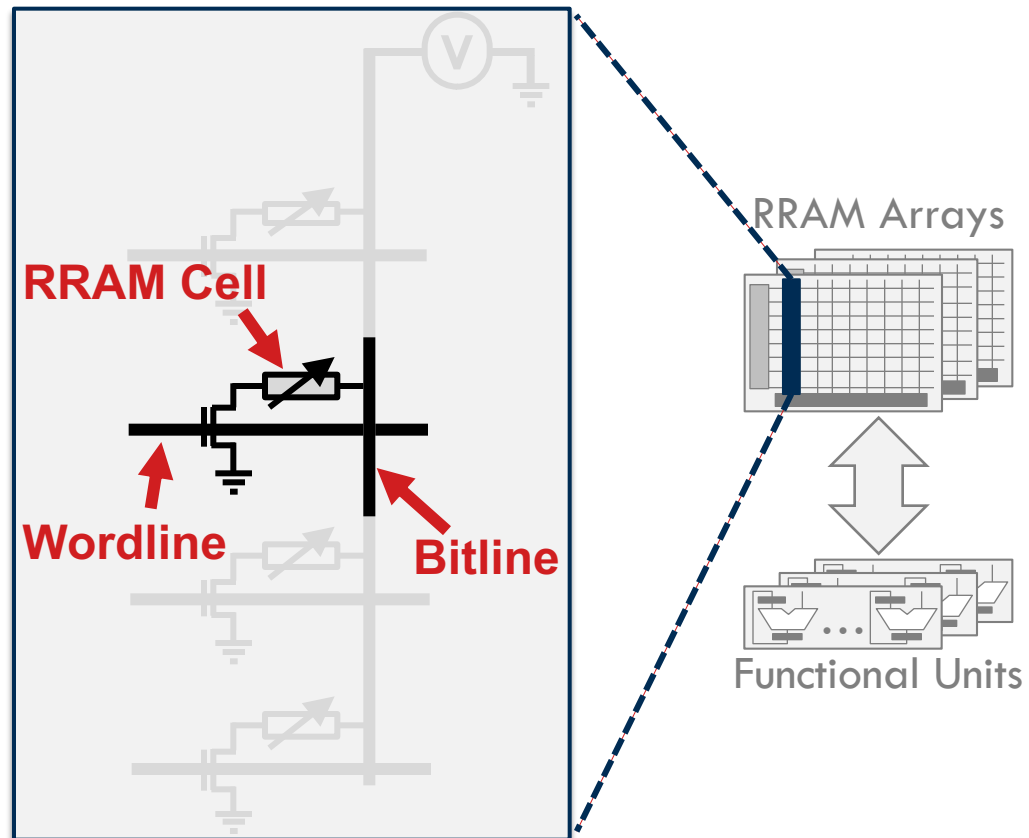 V
RRAM Arrays
RRAM Cell
Wordline
Bitline
Functional Units